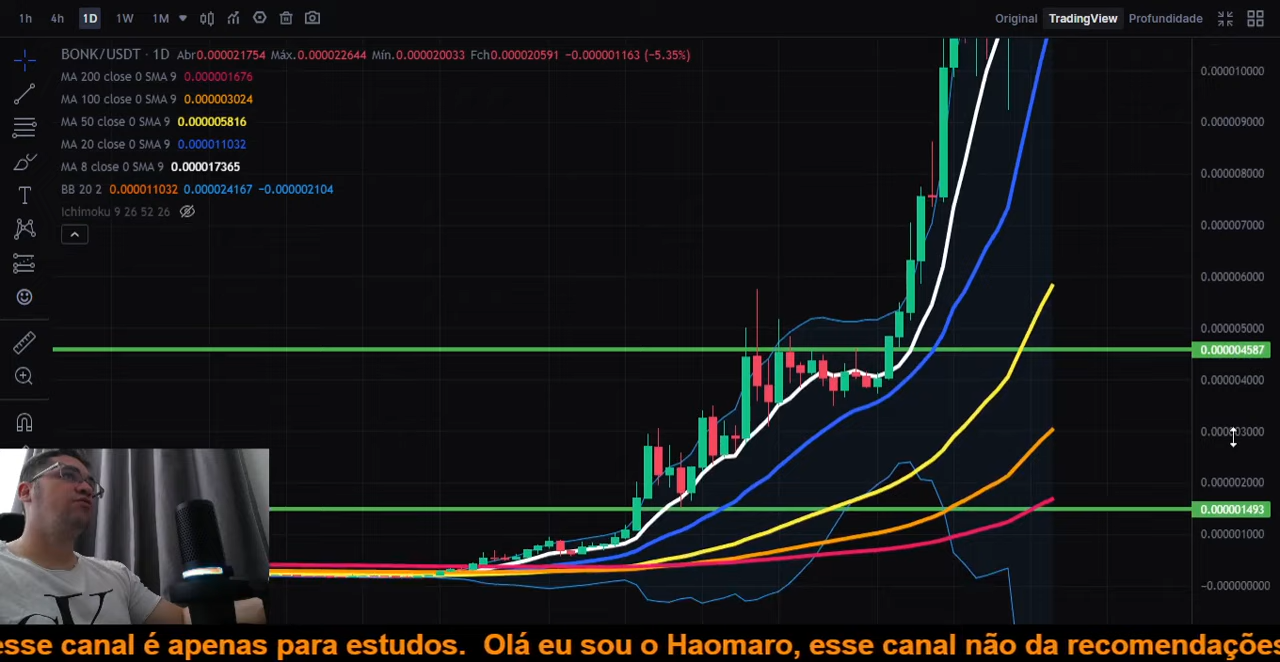 1h 4h 1D 1W 1M Original TradingView Profundidade
BONK/USDT · 1D Abr0.000021754 Máx.0.000022644 Mín.0.000020033 Fch0.000020591 −0.000001163 (−5.35%)
MA 200 close 0 SMA 9 0.000001676
MA 100 close 0 SMA 9 0.000003024
MA 50 close 0 SMA 9 0.000005816
MA 20 close 0 SMA 9 0.000011032
MA 8 close 0 SMA 9 0.000017365
BB 20 2 0.000011032 0.000024167 −0.000002104
Ichimoku 9 26 52 26
0.000010000
0.000009000
0.000008000
0.000007000
0.000006000
0.000005000
0.000004587
0.000004000
0.000003000
0.000002000
0.000001493
0.000001000
−0.000000000
esse canal é apenas para estudos. Olá eu sou o Haomaro, esse canal não da recomendações